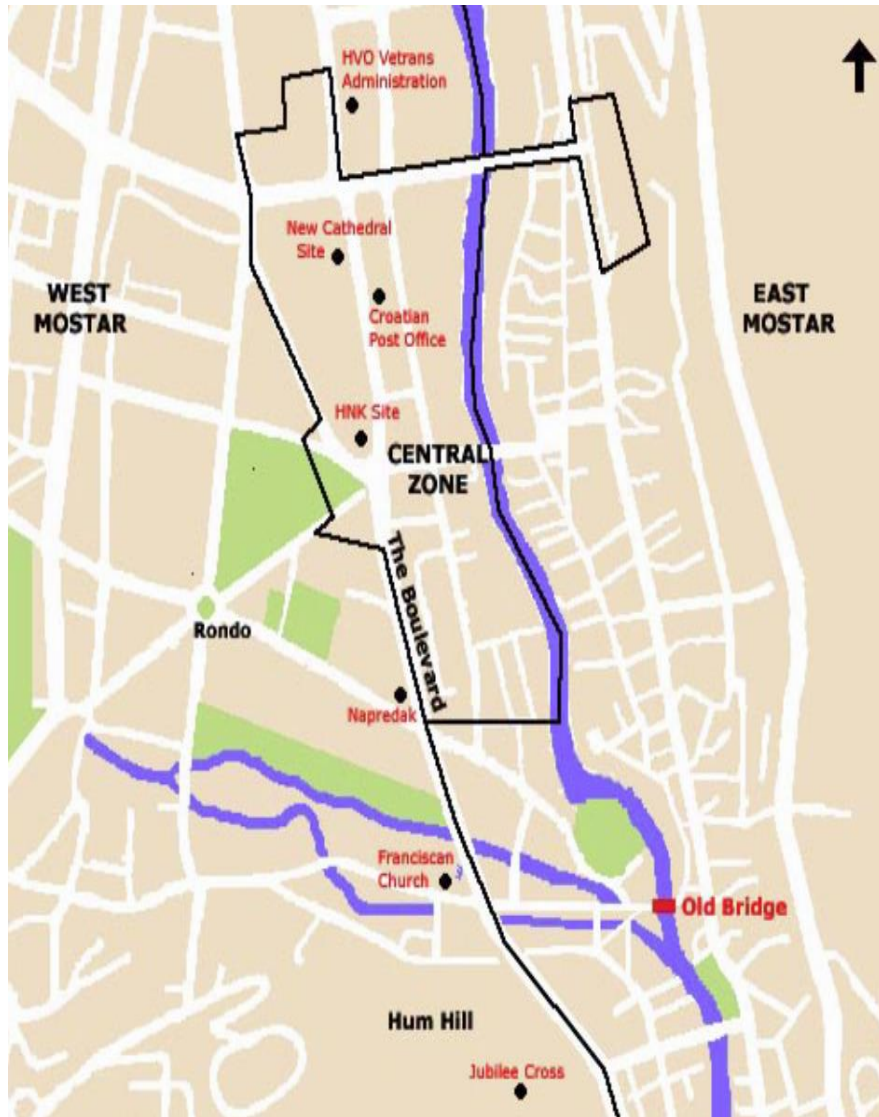 HVO Vetrans
Administration
New Cathedral
Site
WEST
MOSTAR
EAST
MOSTAR
Croatian
Post Office
HNK Site
CENTRAL
ZONE
The Boulevard
Rondo
Napredak
Franciscan
Church
Old Bridge
Hum Hill
Jubilee Cross